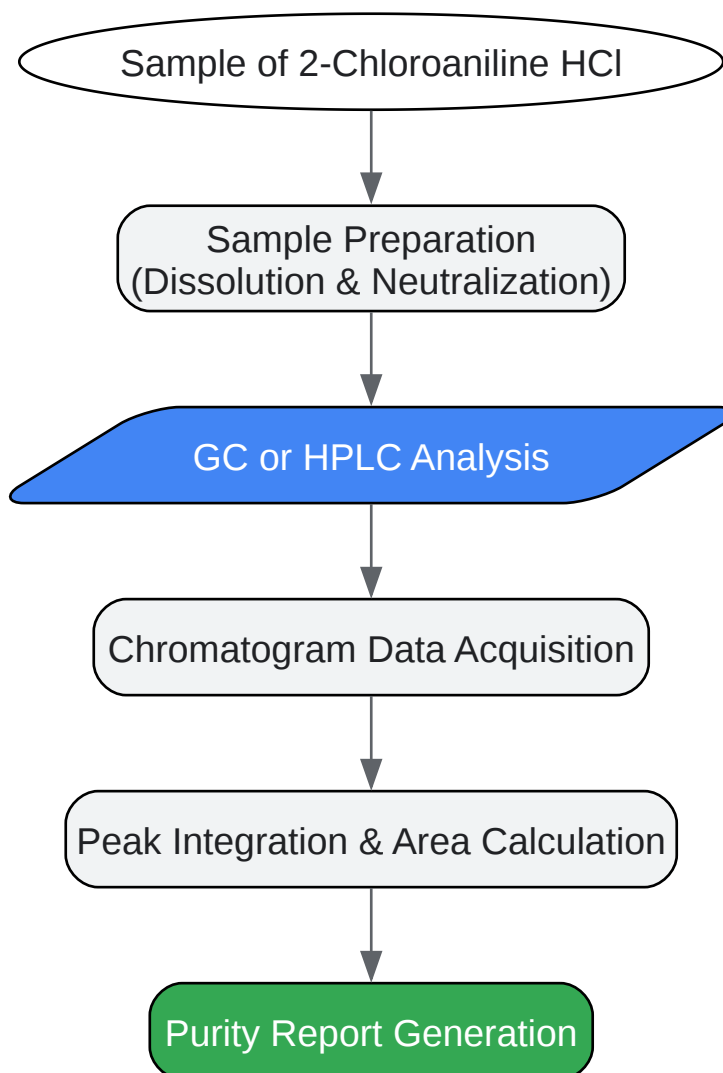 Sample of 2-Chloroaniline HCl
Sample Preparation
(Dissolution & Neutralization)
GC or HPLC Analysis
Chromatogram Data Acquisition
Peak Integration & Area Calculation
Purity Report Generation